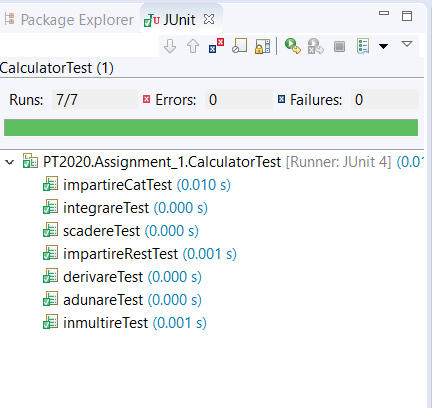 Package Explorer JUnit
CalculatorTest (1)
Runs: 7/7 Errors: 0 Failures: 0
PT2020.Assignment_1.CalculatorTest [Runner: JUnit 4] (0.01
impartireCatTest (0.010 s)
integrareTest (0.000 s)
scadereTest (0.000 s)
impartireRestTest (0.001 s)
derivareTest (0.000 s)
adunareTest (0.000 s)
inmultireTest (0.001 s)